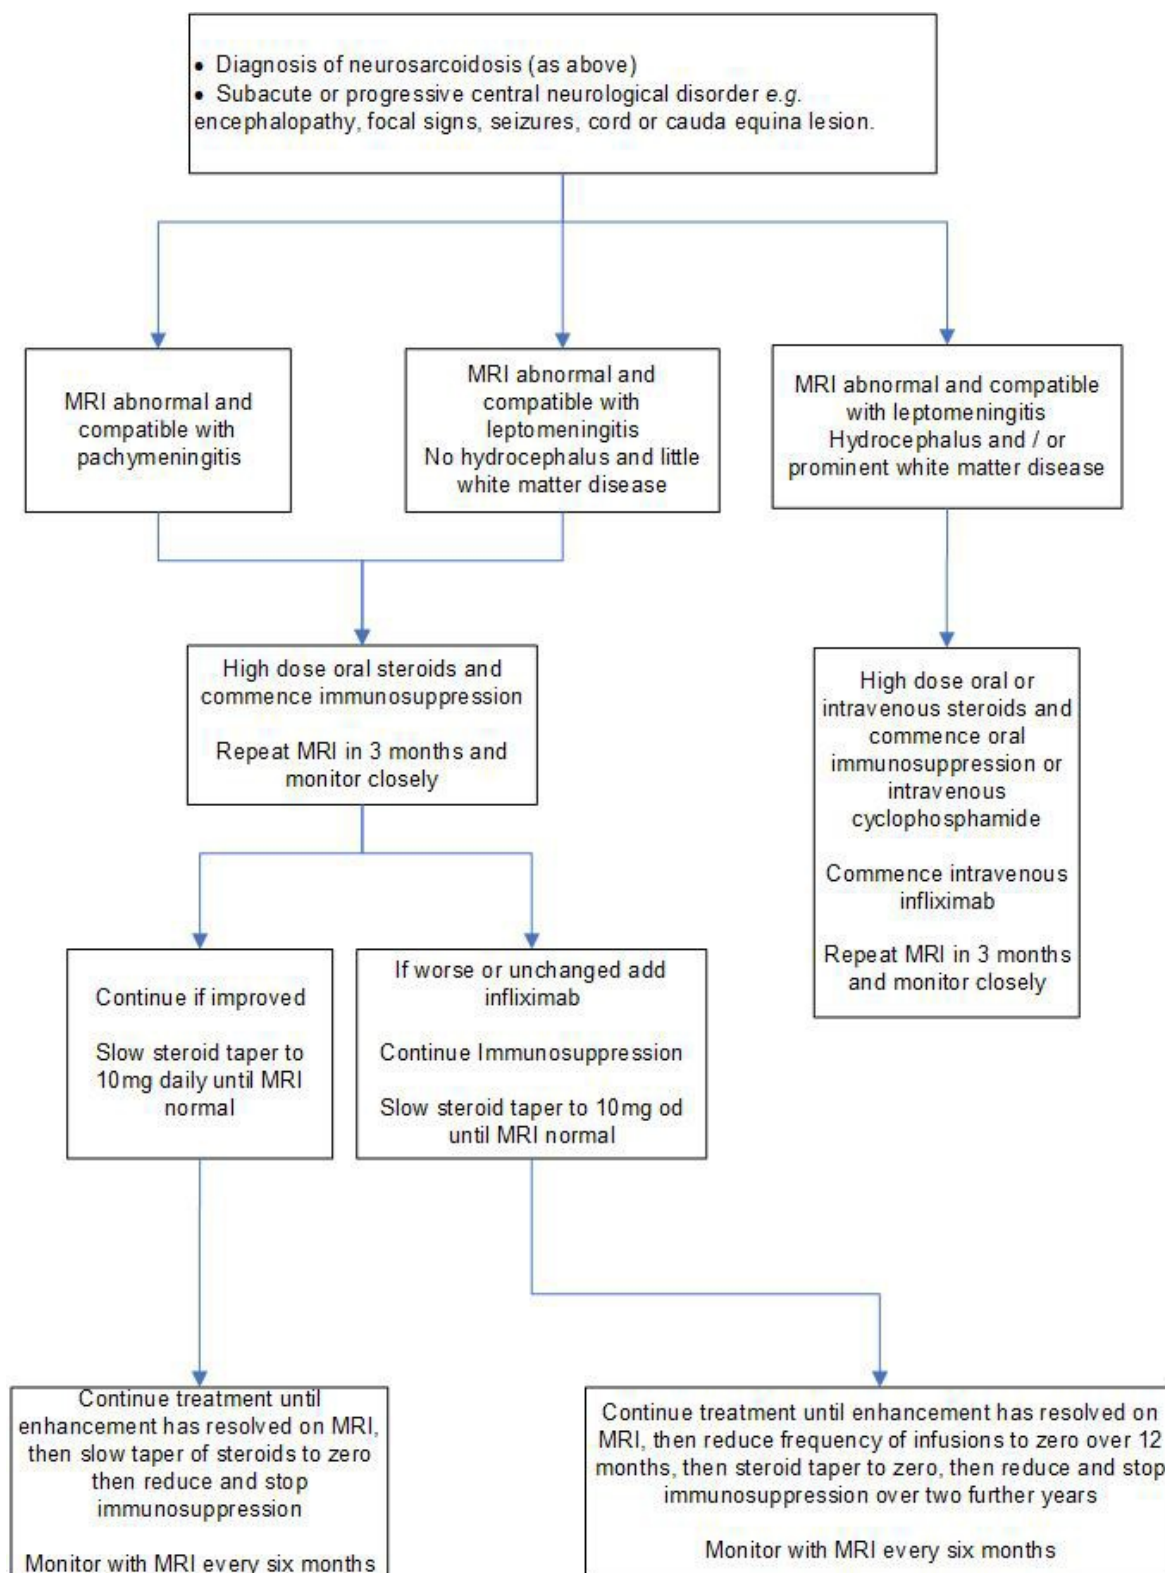 • Diagnosis of neurosarcoidosis (as above)
• Subacute or progressive central neurological disorder e.g.
encephalopathy, focal signs, seizures, cord or cauda equina lesion.
MRI abnormal and
compatible with
pachymeningitis
MRI abnormal and
compatible with
leptomeningitis
No hydrocephalus and little
white matter disease
MRI abnormal and compatible
with leptomeningitis
Hydrocephalus and / or
prominent white matter disease
High dose oral steroids and
commence immunosuppression
Repeat MRI in 3 months and
monitor closely
High dose oral or
intravenous steroids and
commence oral
immunosuppression or
intravenous
cyclophosphamide
Commence intravenous
infliximab
Repeat MRI in 3 months
and monitor closely
Continue if improved
Slow steroid taper to
10mg daily until MRI
normal
If worse or unchanged add
infliximab
Continue Immunosuppression
Slow steroid taper to 10mg od
until MRI normal
Continue treatment until
enhancement has resolved on MRI,
then slow taper of steroids to zero
then reduce and stop
immunosuppression
Monitor with MRI every six months
Continue treatment until enhancement has resolved on
MRI, then reduce frequency of infusions to zero over 12
months, then steroid taper to zero, then reduce and stop
immunosuppression over two further years
Monitor with MRI every six months